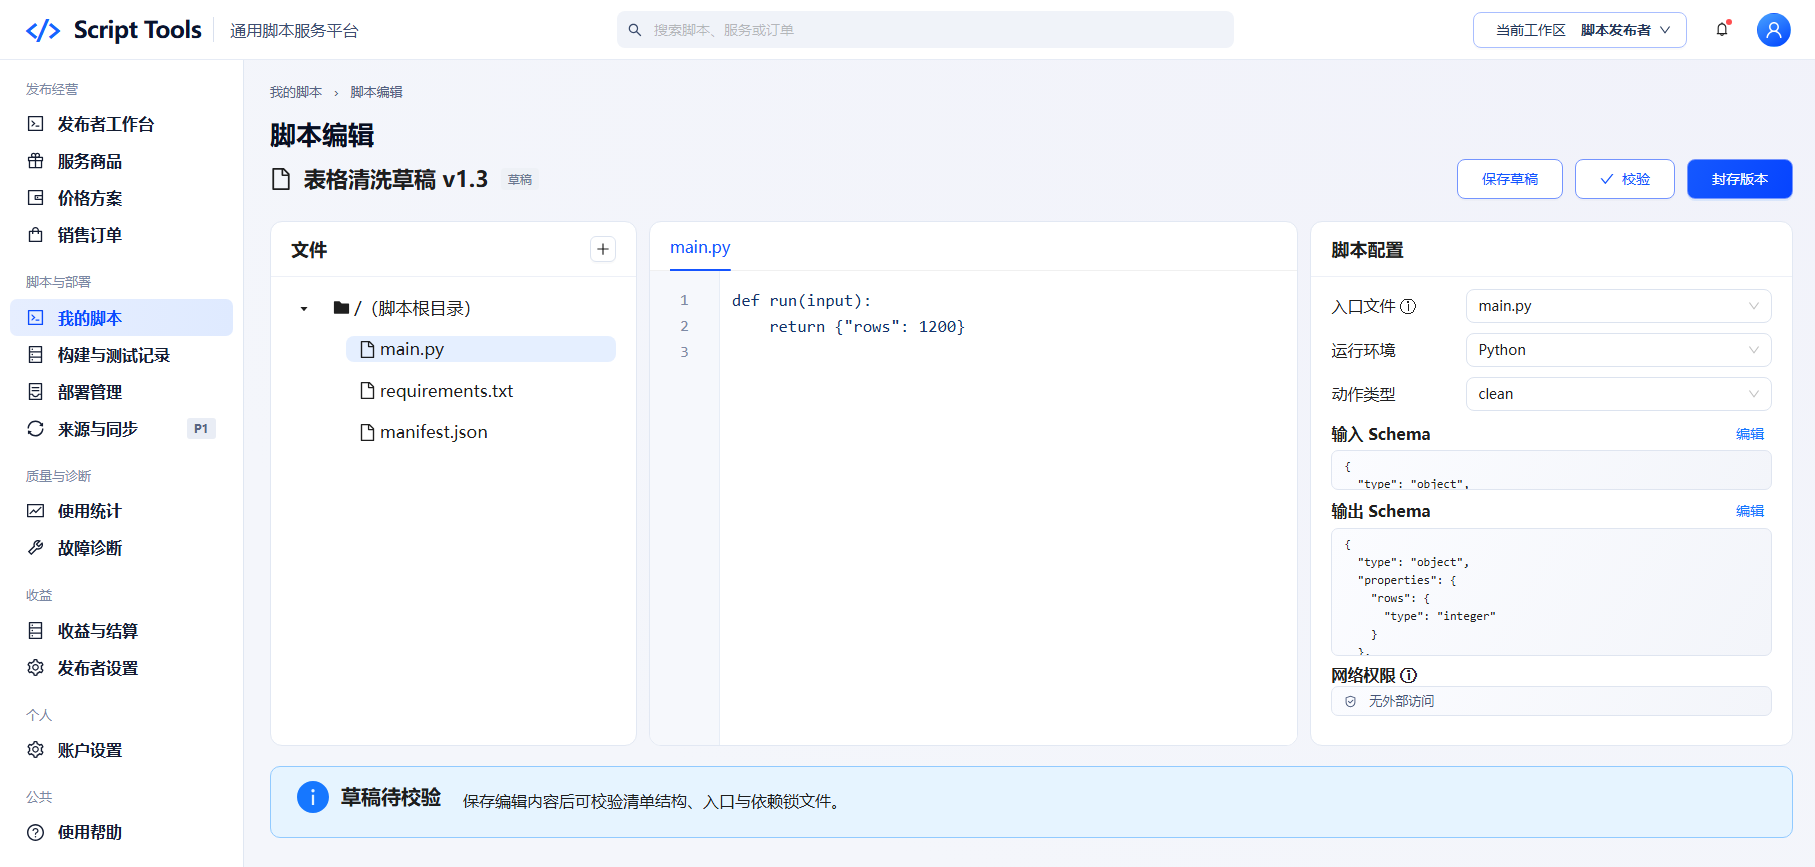 Script Tools
通用脚本服务平台
搜索脚本、服务或订单
当前工作区 脚本发布者
发布经营
发布者工作台
服务商品
价格方案
销售订单
脚本与部署
我的脚本
构建与测试记录
部署管理
来源与同步 P1
质量与诊断
使用统计
故障诊断
收益
收益与结算
发布者设置
个人
账户设置
公共
使用帮助
我的脚本 › 脚本编辑
脚本编辑
表格清洗草稿 v1.3 草稿
保存草稿
校验
封存版本
文件
/（脚本根目录）
main.py
requirements.txt
manifest.json
main.py
1 def run(input):
2     return {"rows": 1200}
3
脚本配置
入口文件 main.py
运行环境 Python
动作类型 clean
输入 Schema 编辑
{
  "type": "object",
输出 Schema 编辑
{
  "type": "object",
  "properties": {
    "rows": {
      "type": "integer"
    }
  },
网络权限
无外部访问
草稿待校验 保存编辑内容后可校验清单结构、入口与依赖锁文件。